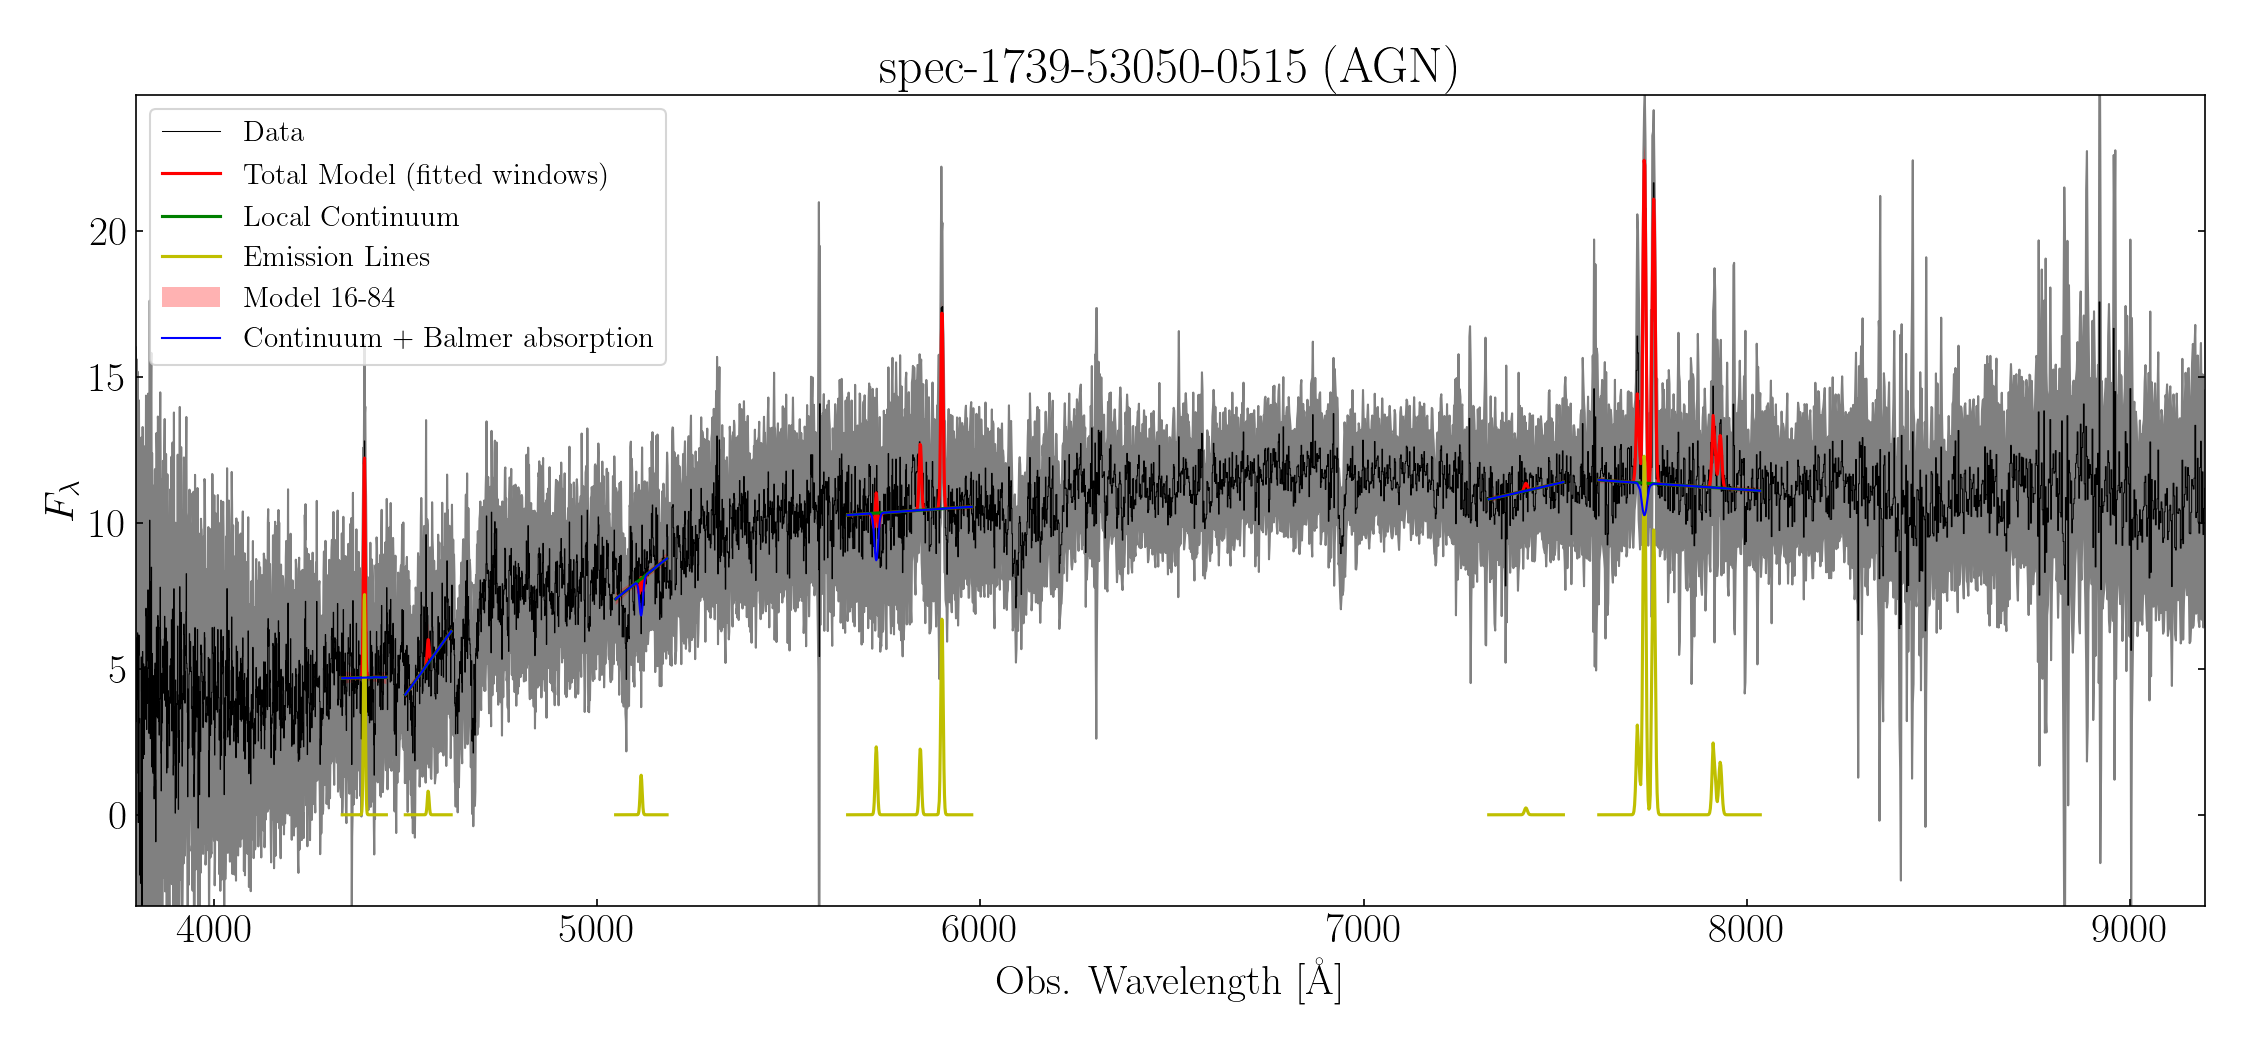 spec-1739-53050-0515 (AGN)
Data
Total Model (fitted windows)
Local Continuum
Emission Lines
Model 16-84
Continuum + Balmer absorption
20
15
10
5
0
Fλ
4000 5000 6000 7000 8000 9000
Obs. Wavelength [Å]